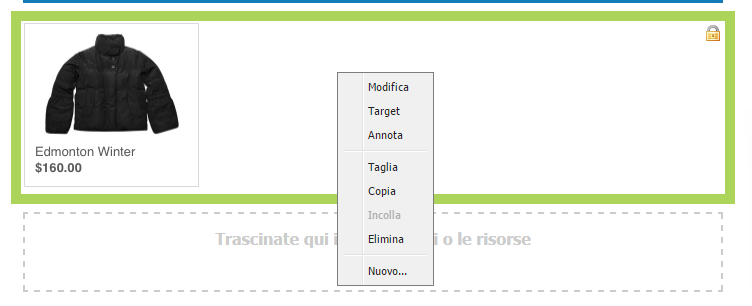 Edmonton Winter
$160.00
Modifica
Target
Annota
Taglia
Copia
Incolla
Elimina
Nuovo...
Trascinate qui i o le risorse